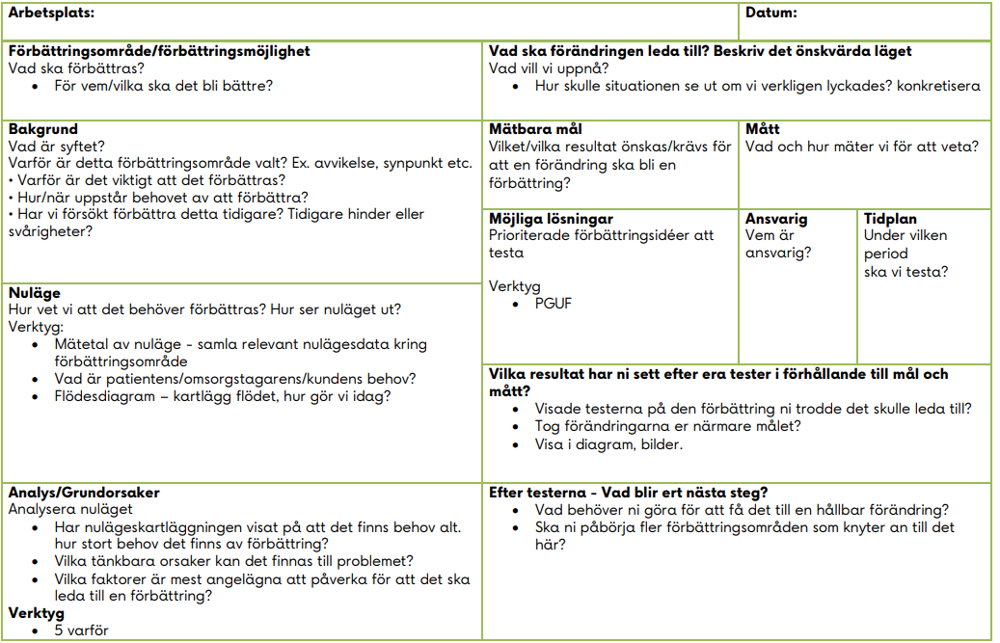 Arbetsplats:
Datum:
Förbättringsområde/förbättringsmöjlighet
Vad ska förbättras?
• För vem/vilka ska det bli bättre?
Bakgrund
Vad är syftet?
Varför är detta förbättringsområde valt? Ex. avvikelse, synpunkt etc.
• Varför är det viktigt att det förbättras?
• Hur/när uppstår behovet av att förbättra?
• Har vi försökt förbättra detta tidigare? Tidigare hinder eller
svårigheter?
Nuläge
Hur vet vi att det behöver förbättras? Hur ser nuläget ut?
Verktyg:
• Mätetal av nuläge - samla relevant nulägesdata kring
förbättringsområde
• Vad är patientens/omsorgstagarens/kundens behov?
• Flödesdiagram – kartlägg flödet, hur gör vi idag?
Analys/Grundorsaker
Analysera nuläget
• Har nulägeskartläggningen visat på att det finns behov alt.
hur stort behov det finns av förbättring?
• Vilka tänkbara orsaker kan det finnas till problemet?
• Vilka faktorer är mest angelägna att påverka för att det ska
leda till en förbättring?
Verktyg
• 5 varför
Vad ska förändringen leda till? Beskriv det önskvärda läget
Vad vill vi uppnå?
• Hur skulle situationen se ut om vi verkligen lyckades? konkretisera
Mätbara mål
Vilket/vilka resultat önskas/krävs för
att en förändring ska bli en
förbättring?
Mått
Vad och hur mäter vi för att veta?
Möjliga lösningar
Prioriterade förbättringsidéer att
testa
Verktyg
• PGUF
Ansvarig
Vem är
ansvarig?
Tidplan
Under vilken
period
ska vi testa?
Vilka resultat har ni sett efter era tester i förhållande till mål och
mått?
• Visade testerna på den förbättring ni trodde det skulle leda till?
• Tog förändringarna er närmare målet?
• Visa i diagram, bilder.
Efter testerna - Vad blir ert nästa steg?
• Vad behöver ni göra för att få det till en hållbar förändring?
• Ska ni påbörja fler förbättringsområden som knyter an till det
här?